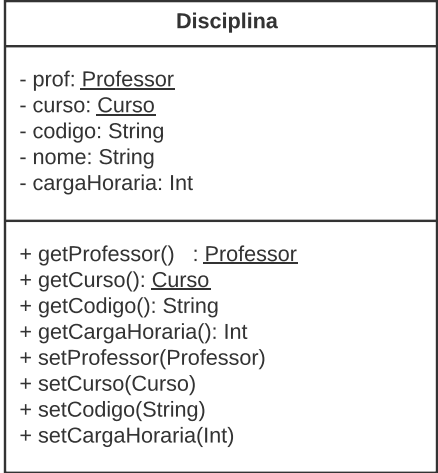 Disciplina
- prof: Professor
- curso: Curso
- codigo: String
- nome: String
- cargaHoraria: Int
+ getProfessor() : Professor
+ getCurso(): Curso
+ getCodigo(): String
+ getCargaHoraria(): Int
+ setProfessor(Professor)
+ setCurso(Curso)
+ setCodigo(String)
+ setCargaHoraria(Int)